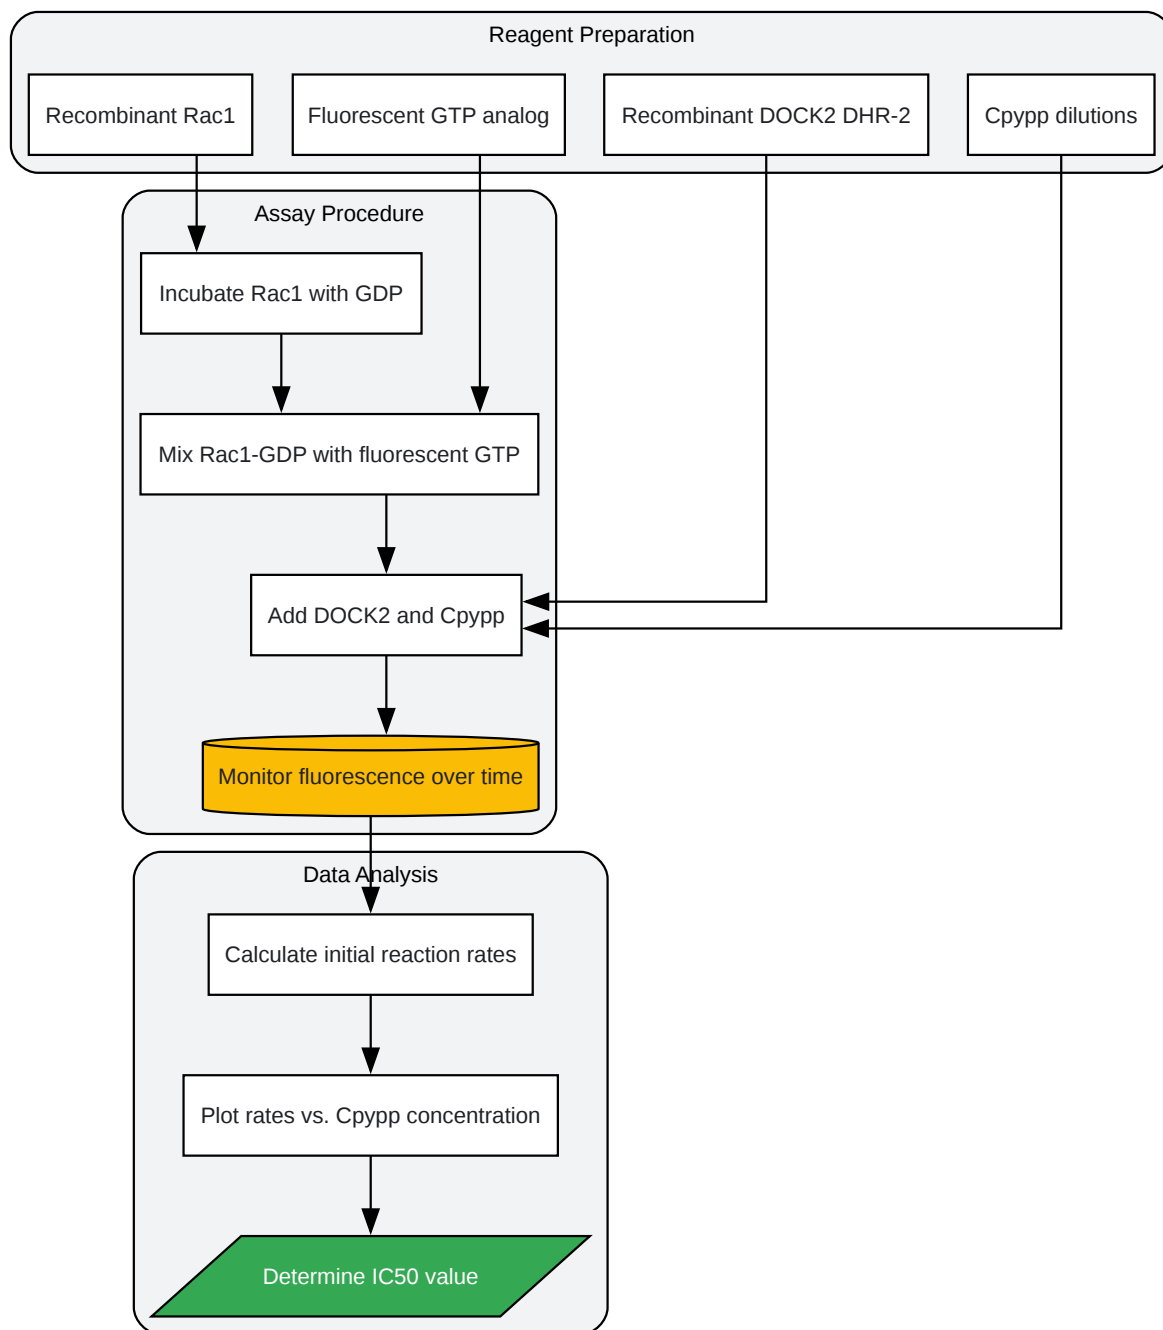 Reagent Preparation
Recombinant Rac1
Fluorescent GTP analog
Recombinant DOCK2 DHR-2
Cpypp dilutions
Assay Procedure
Incubate Rac1 with GDP
Mix Rac1-GDP with fluorescent GTP
Add DOCK2 and Cpypp
Monitor fluorescence over time
Data Analysis
Calculate initial reaction rates
Plot rates vs. Cpypp concentration
Determine IC50 value